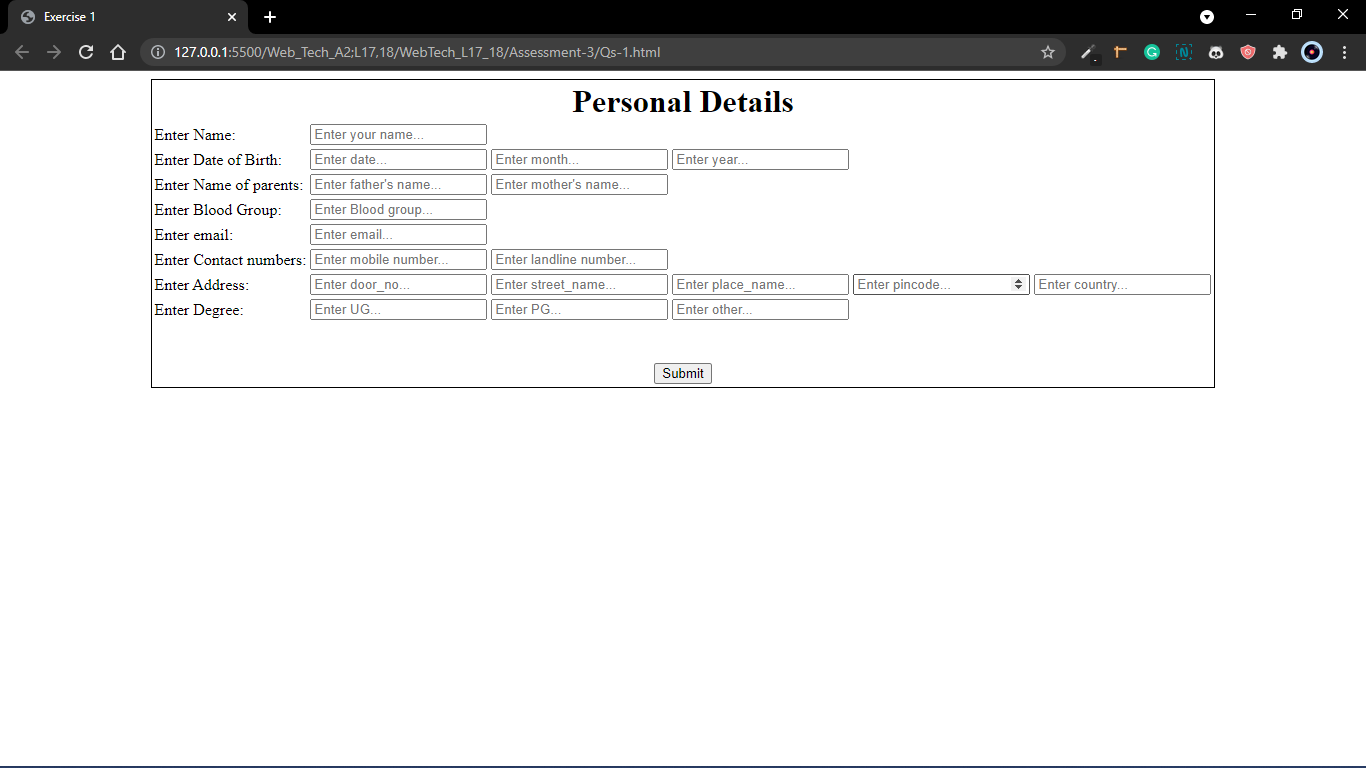 Exercise 1
127.0.0.1:5500/Web_Tech_A2;L17,18/WebTech_L17_18/Assessment-3/Qs-1.html
Personal Details
Enter Name: Enter your name...
Enter Date of Birth: Enter date... Enter month... Enter year...
Enter Name of parents: Enter father's name... Enter mother's name...
Enter Blood Group: Enter Blood group...
Enter email: Enter email...
Enter Contact numbers: Enter mobile number... Enter landline number...
Enter Address: Enter door_no... Enter street_name... Enter place_name... Enter pincode... Enter country...
Enter Degree: Enter UG... Enter PG... Enter other...
Submit